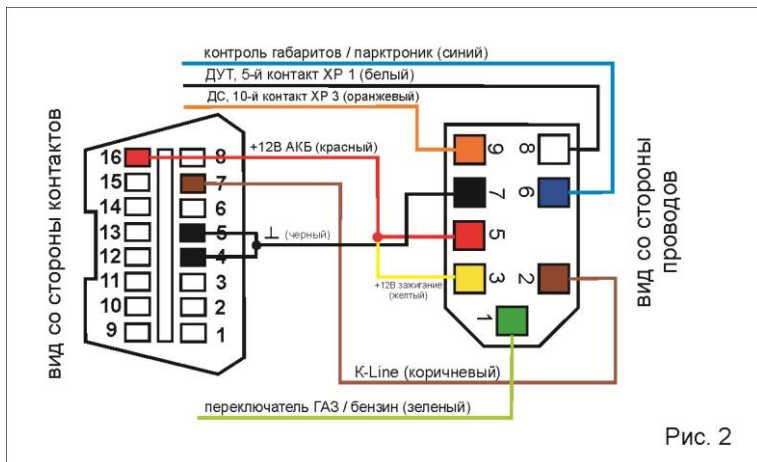 контроль габаритов / парктроник (синий)
ДУТ, 5-й контакт XP 1 (белый)
ДС, 10-й контакт XP 3 (оранжевый)
+12В АКБ (красный)
⊥ (черный)
+12В зажигание
(желтый)
K-Line (коричневый)
переключатель ГАЗ / бензин (зеленый)
вид со стороны контактов
16
15
14
13
12
11
10
9
8
7
6
5
4
3
2
1
9
8
7
6
5
3
2
1
вид со стороны
проводов
Рис. 2